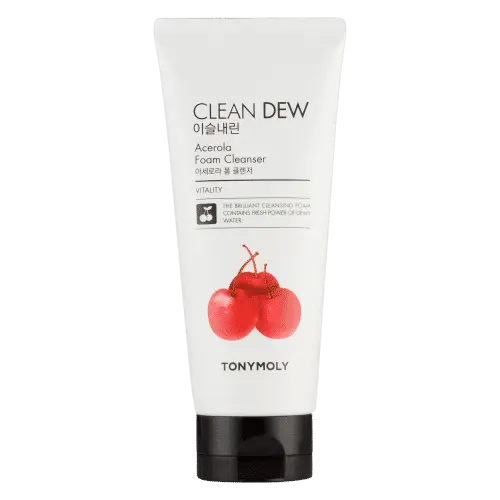 CLEAN DEW
이슬내린
Acerola
Foam Cleanser
아세로라 폼 클렌저
VITALITY
THE BRILLIANT CLEANSING FOAM
CONTAINS FRESH POWER OF
WATER.
TONYMOLY